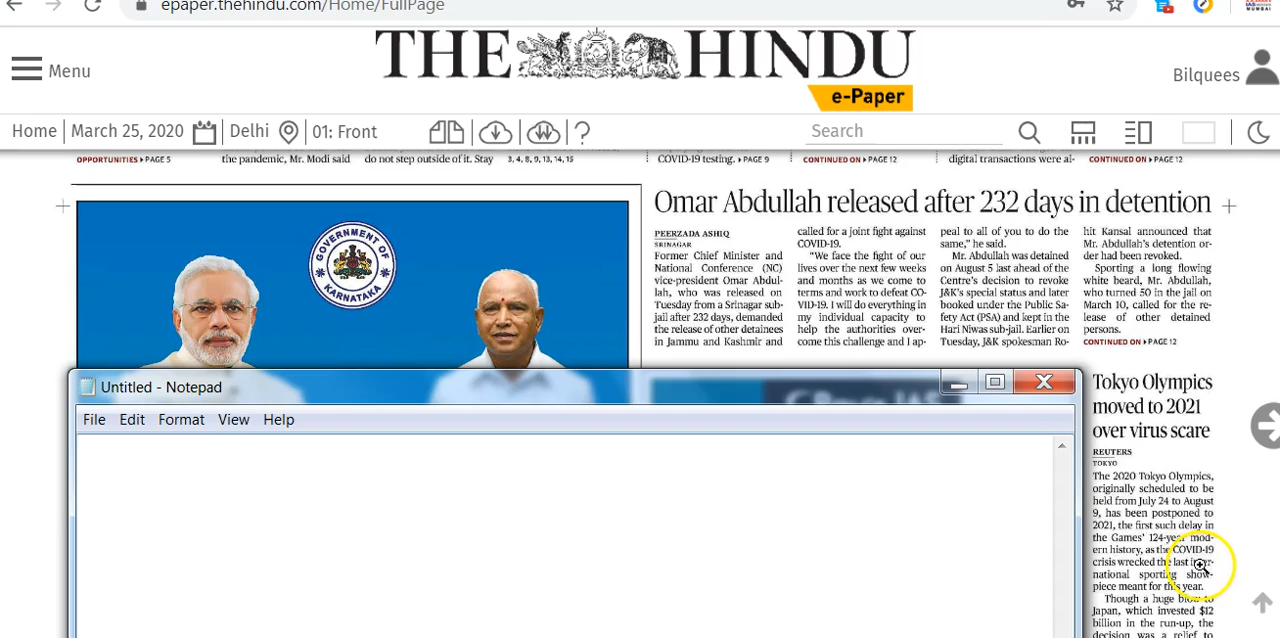 epaper.thehindu.com/Home/FullPage
Menu
THE HINDU
e-Paper
Bilquees
Home
March 25, 2020
Delhi
01: Front
Search
OPPORTUNITIES ▸ PAGE 5
the pandemic, Mr. Modi said
do not step outside of it. Stay
3, 4, 8, 9, 13, 14, 15
COVID-19 testing. ▸ PAGE 9
CONTINUED ON ▸ PAGE 12
digital transactions were al-
CONTINUED ON ▸ PAGE 12
GOVERNMENT OF
KARNATAKA
Omar Abdullah released after 232 days in detention
PEERZADA ASHIQ
SRINAGAR
Former Chief Minister and
National Conference (NC)
vice-president Omar Abdul-
lah, who was released on
Tuesday from a Srinagar sub-
jail after 232 days, demanded
the release of other detainees
in Jammu and Kashmir and
called for a joint fight against
COVID-19.
"We face the fight of our
lives over the next few weeks
and months as we come to
terms and work to defeat CO-
VID-19. I will do everything in
my individual capacity to
help the authorities over-
come this challenge and I ap-
peal to all of you to do the
same," he said.
Mr. Abdullah was detained
on August 5 last ahead of the
Centre's decision to revoke
J&K's special status and later
booked under the Public Sa-
fety Act (PSA) and kept in the
Hari Niwas sub-jail. Earlier on
Tuesday, J&K spokesman Ro-
hit Kansal announced that
Mr. Abdullah's detention or-
der had been revoked.
Sporting a long flowing
white beard, Mr. Abdullah,
who turned 50 in the jail on
March 10, called for the re-
lease of other detained
persons.
CONTINUED ON ▸ PAGE 12
Untitled - Notepad
File Edit Format View Help
Tokyo Olympics
moved to 2021
over virus scare
REUTERS
TOKYO
The 2020 Tokyo Olympics,
originally scheduled to be
held from July 24 to August
9, has been postponed to
2021, the first such delay in
the Games' 124-year mod-
ern history, as the COVID-19
crisis wrecked the last inter-
national sporting show-
piece meant for this year.
Though a huge blow to
Japan, which invested $12
billion in the run-up, the
decision was a relief to